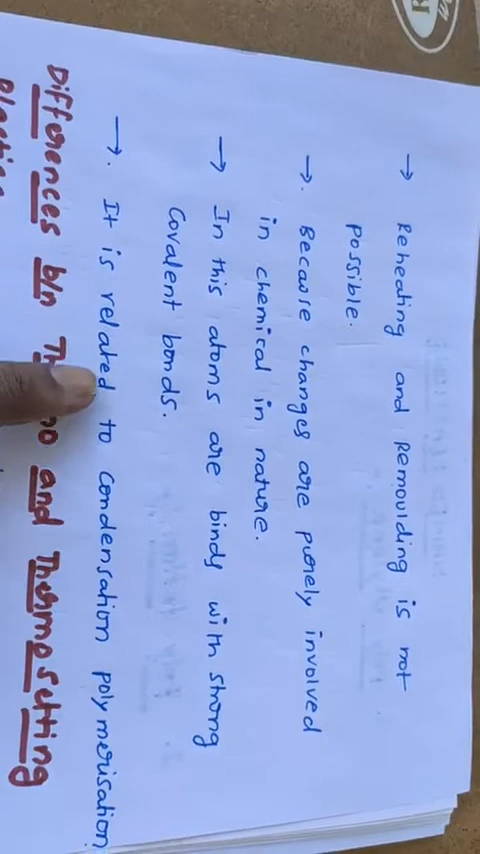 → Reheating and Remoulding is not
possible.
→. Because changes are purely involved
in chemical in nature.
→ In this atoms are binds with strong
Covalent bonds.
→. It is related to condensation polymerisation
Differences b/n and Thermosetting